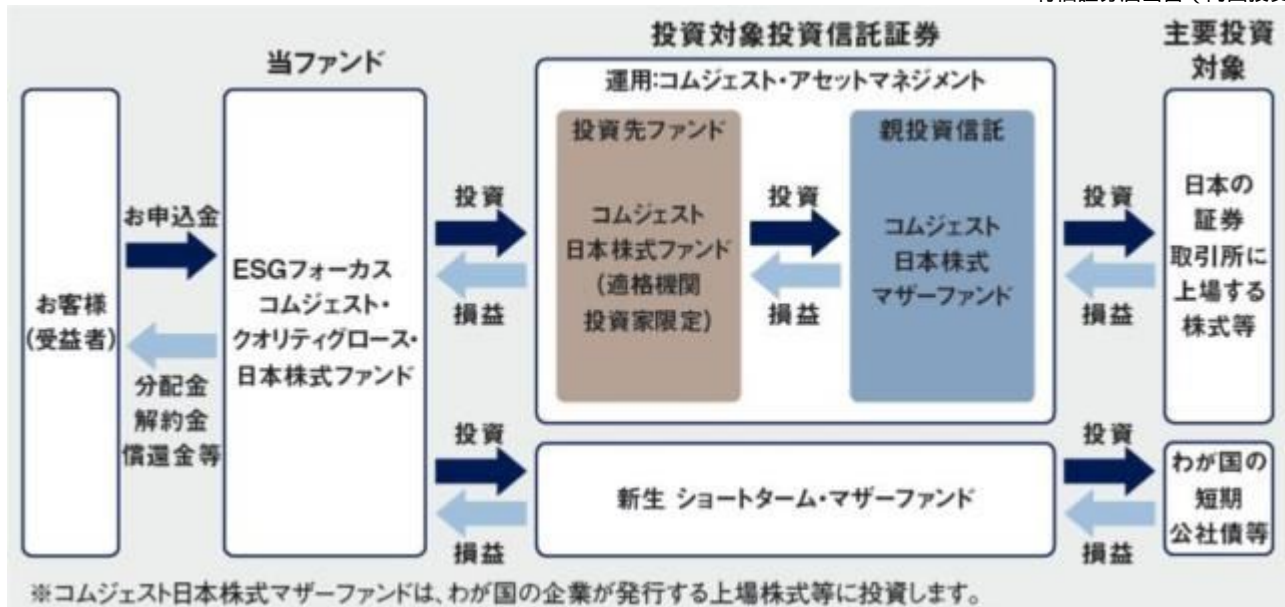 投資対象投資信託証券
主要投資
対象
当ファンド
運用:コムジェスト・アセットマネジメント
投資先ファンド
親投資信託
お客様
(受益者)
お申込金
分配金
解約金
償還金等
ESGフォーカス
コムジェスト・
クオリティグロース・
日本株式ファンド
投資
損益
コムジェスト
日本株式ファンド
(適格機関
投資家限定)
投資
損益
コムジェスト
日本株式
マザーファンド
投資
損益
日本の
証券
取引所に
上場する
株式等
投資
損益
新生 ショートターム・マザーファンド
投資
損益
わが国の
短期
公社債等
※コムジェスト日本株式マザーファンドは、わが国の企業が発行する上場株式等に投資します。